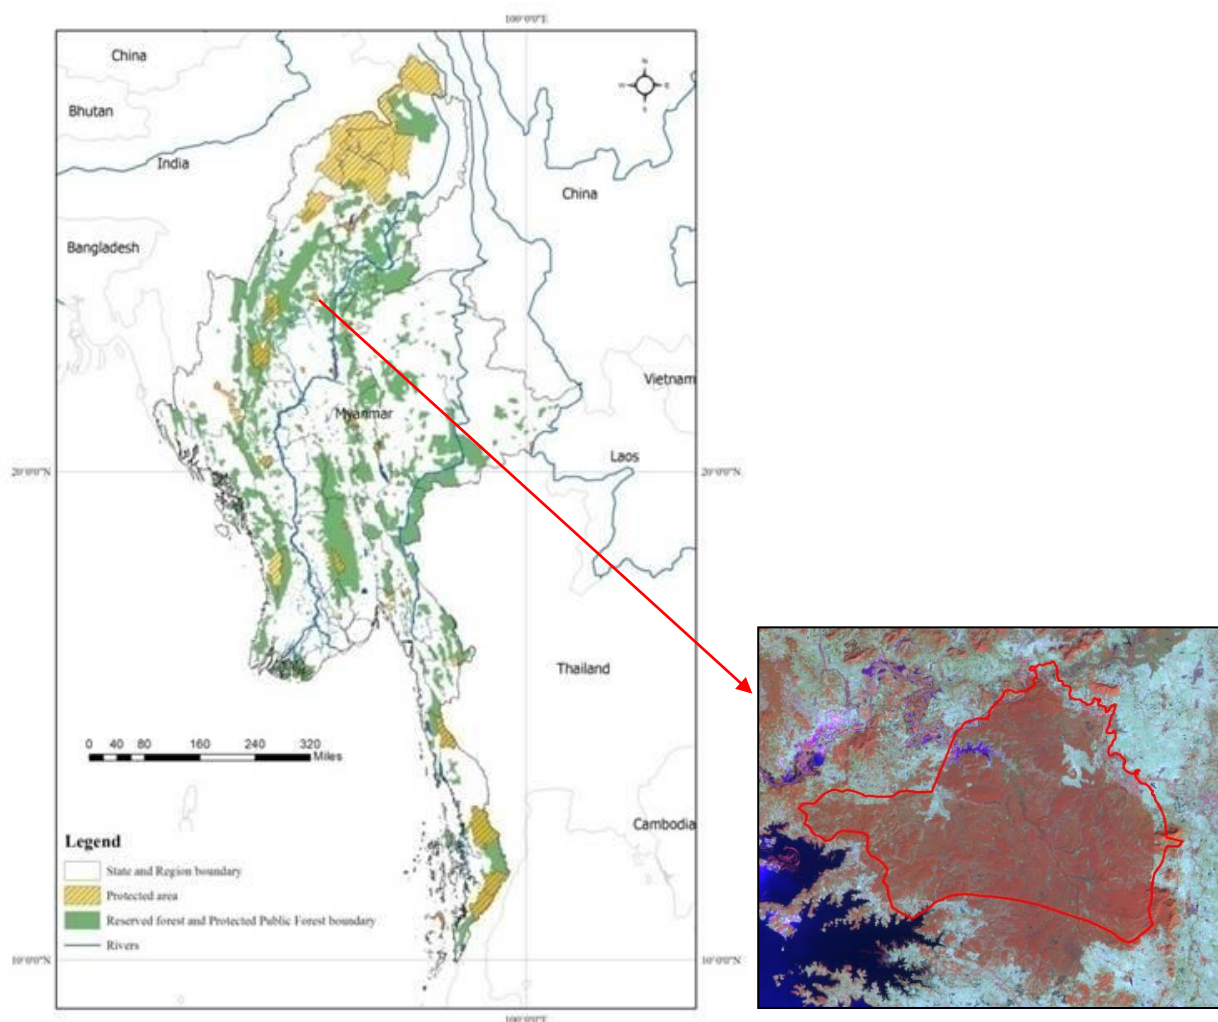 100°0'0"E
China
N
W
E
S
Bhutan
India
China
Bangladesh
Vietnam
Myanmar
Laos
20°0'0"N
20°0'0"N
Thailand
0 40 80 160 240 320
Miles
Cambodia
Legend
State and Region boundary
Protected area
Reserved forest and Protected Public Forest boundary
Rivers
10°0'0"N
10°0'0"N
100°0'0"E